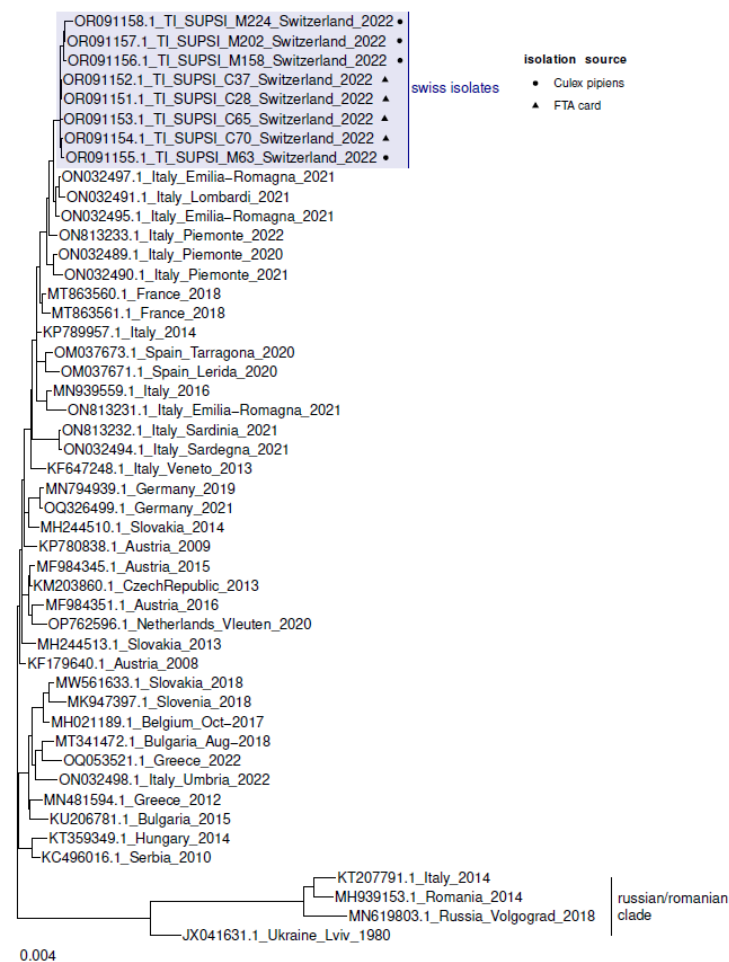 OR091158.1_TI_SUPSI_M224_Switzerland_2022
OR091157.1_TI_SUPSI_M202_Switzerland_2022
OR091156.1_TI_SUPSI_M158_Switzerland_2022
OR091152.1_TI_SUPSI_C37_Switzerland_2022
OR091151.1_TI_SUPSI_C28_Switzerland_2022
OR091153.1_TI_SUPSI_C65_Switzerland_2022
OR091154.1_TI_SUPSI_C70_Switzerland_2022
OR091155.1_TI_SUPSI_M63_Switzerland_2022
swiss isolates
isolation source
Culex pipiens
FTA card
ON032497.1_Italy_Emilia−Romagna_2021
ON032491.1_Italy_Lombardi_2021
ON032495.1_Italy_Emilia−Romagna_2021
ON813233.1_Italy_Piemonte_2022
ON032489.1_Italy_Piemonte_2020
ON032490.1_Italy_Piemonte_2021
MT863560.1_France_2018
MT863561.1_France_2018
KP789957.1_Italy_2014
OM037673.1_Spain_Tarragona_2020
OM037671.1_Spain_Lerida_2020
MN939559.1_Italy_2016
ON813231.1_Italy_Emilia−Romagna_2021
ON813232.1_Italy_Sardinia_2021
ON032494.1_Italy_Sardegna_2021
KF647248.1_Italy_Veneto_2013
MN794939.1_Germany_2019
OQ326499.1_Germany_2021
MH244510.1_Slovakia_2014
KP780838.1_Austria_2009
MF984345.1_Austria_2015
KM203860.1_CzechRepublic_2013
MF984351.1_Austria_2016
OP762596.1_Netherlands_Vleuten_2020
MH244513.1_Slovakia_2013
KF179640.1_Austria_2008
MW561633.1_Slovakia_2018
MK947397.1_Slovenia_2018
MH021189.1_Belgium_Oct−2017
MT341472.1_Bulgaria_Aug−2018
OQ053521.1_Greece_2022
ON032498.1_Italy_Umbria_2022
MN481594.1_Greece_2012
KU206781.1_Bulgaria_2015
KT359349.1_Hungary_2014
KC496016.1_Serbia_2010
KT207791.1_Italy_2014
MH939153.1_Romania_2014
MN619803.1_Russia_Volgograd_2018
JX041631.1_Ukraine_Lviv_1980
russian/romanian
clade
0.004